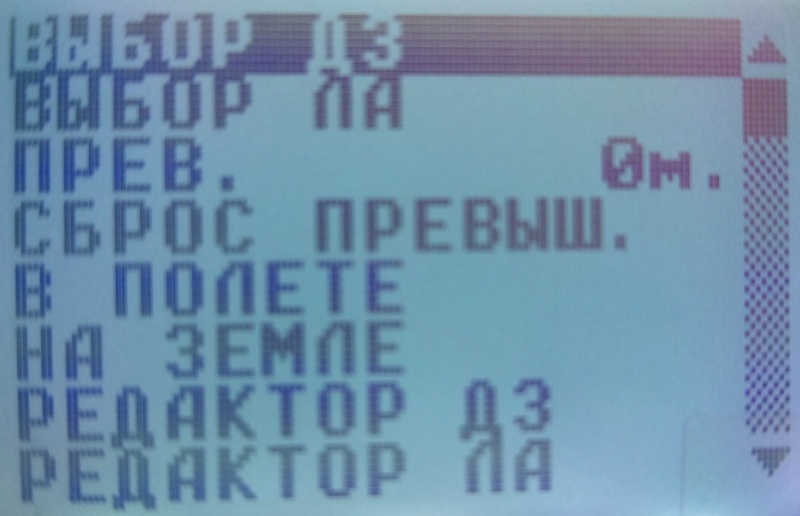 ВЫБОР ДЗ
ВЫБОР ЛА
ПРЕВ. 0м.
СБРОС ПРЕВЫШ.
В ПОЛЕТЕ
НА ЗЕМЛЕ
РЕДАКТОР ДЗ
РЕДАКТОР ЛА